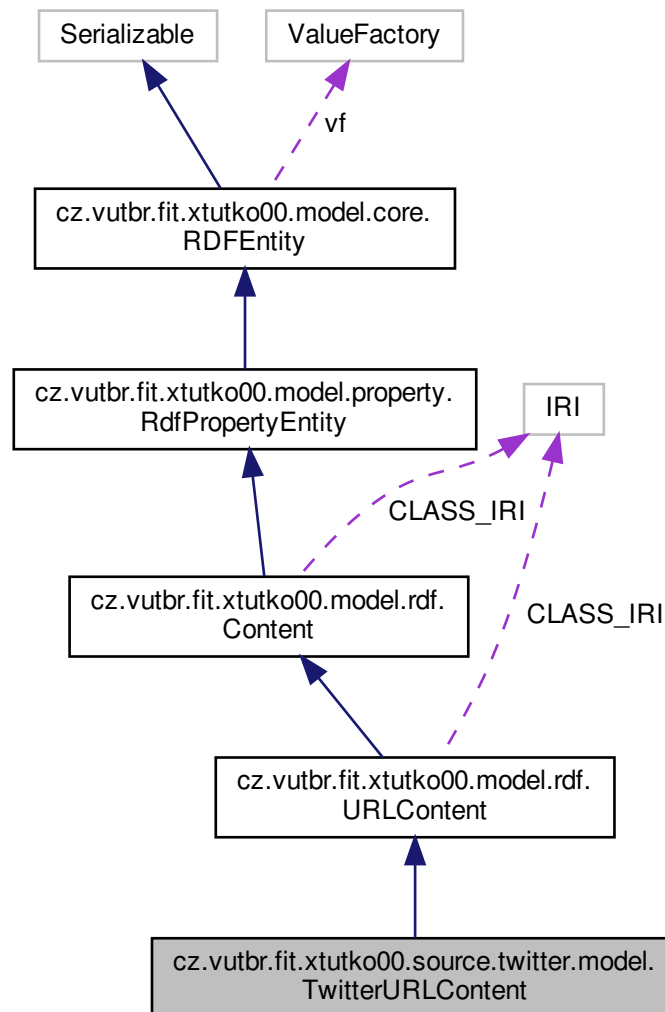 Serializable
ValueFactory
vf
cz.vutbr.fit.xtutko00.model.core.
RDFEntity
cz.vutbr.fit.xtutko00.model.property.
RdfPropertyEntity
IRI
CLASS_IRI
cz.vutbr.fit.xtutko00.model.rdf.
Content
CLASS_IRI
cz.vutbr.fit.xtutko00.model.rdf.
URLContent
cz.vutbr.fit.xtutko00.source.twitter.model.
TwitterURLContent